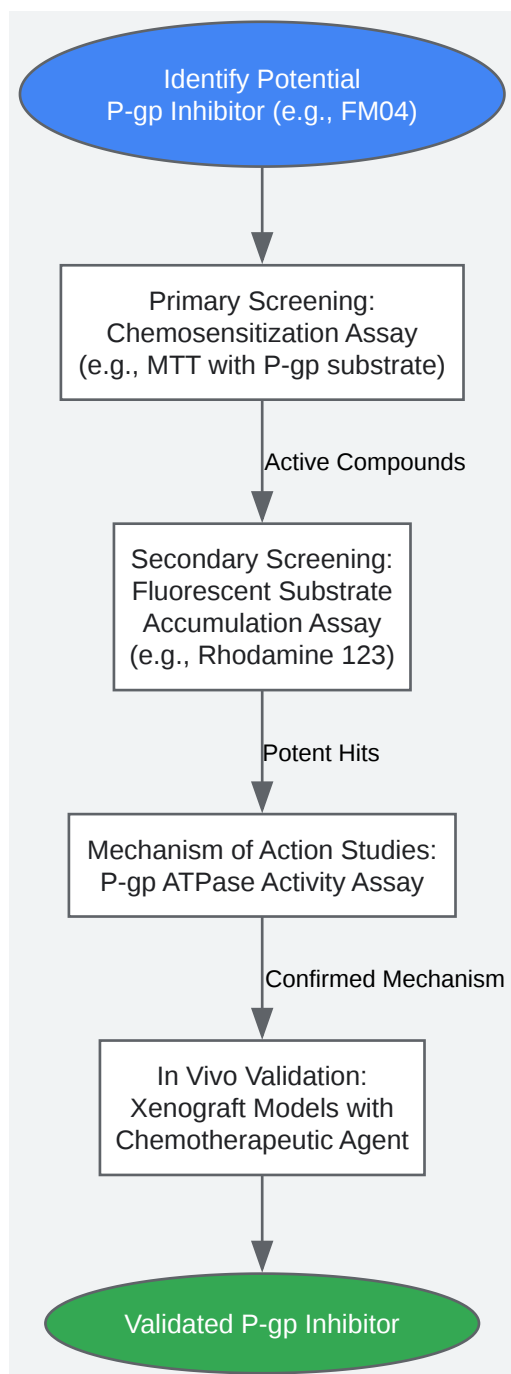 Identify Potential
P-gp Inhibitor (e.g., FM04)
Primary Screening:
Chemosensitization Assay
(e.g., MTT with P-gp substrate)
Active Compounds
Secondary Screening:
Fluorescent Substrate
Accumulation Assay
(e.g., Rhodamine 123)
Potent Hits
Mechanism of Action Studies:
P-gp ATPase Activity Assay
Confirmed Mechanism
In Vivo Validation:
Xenograft Models with
Chemotherapeutic Agent
Validated P-gp Inhibitor